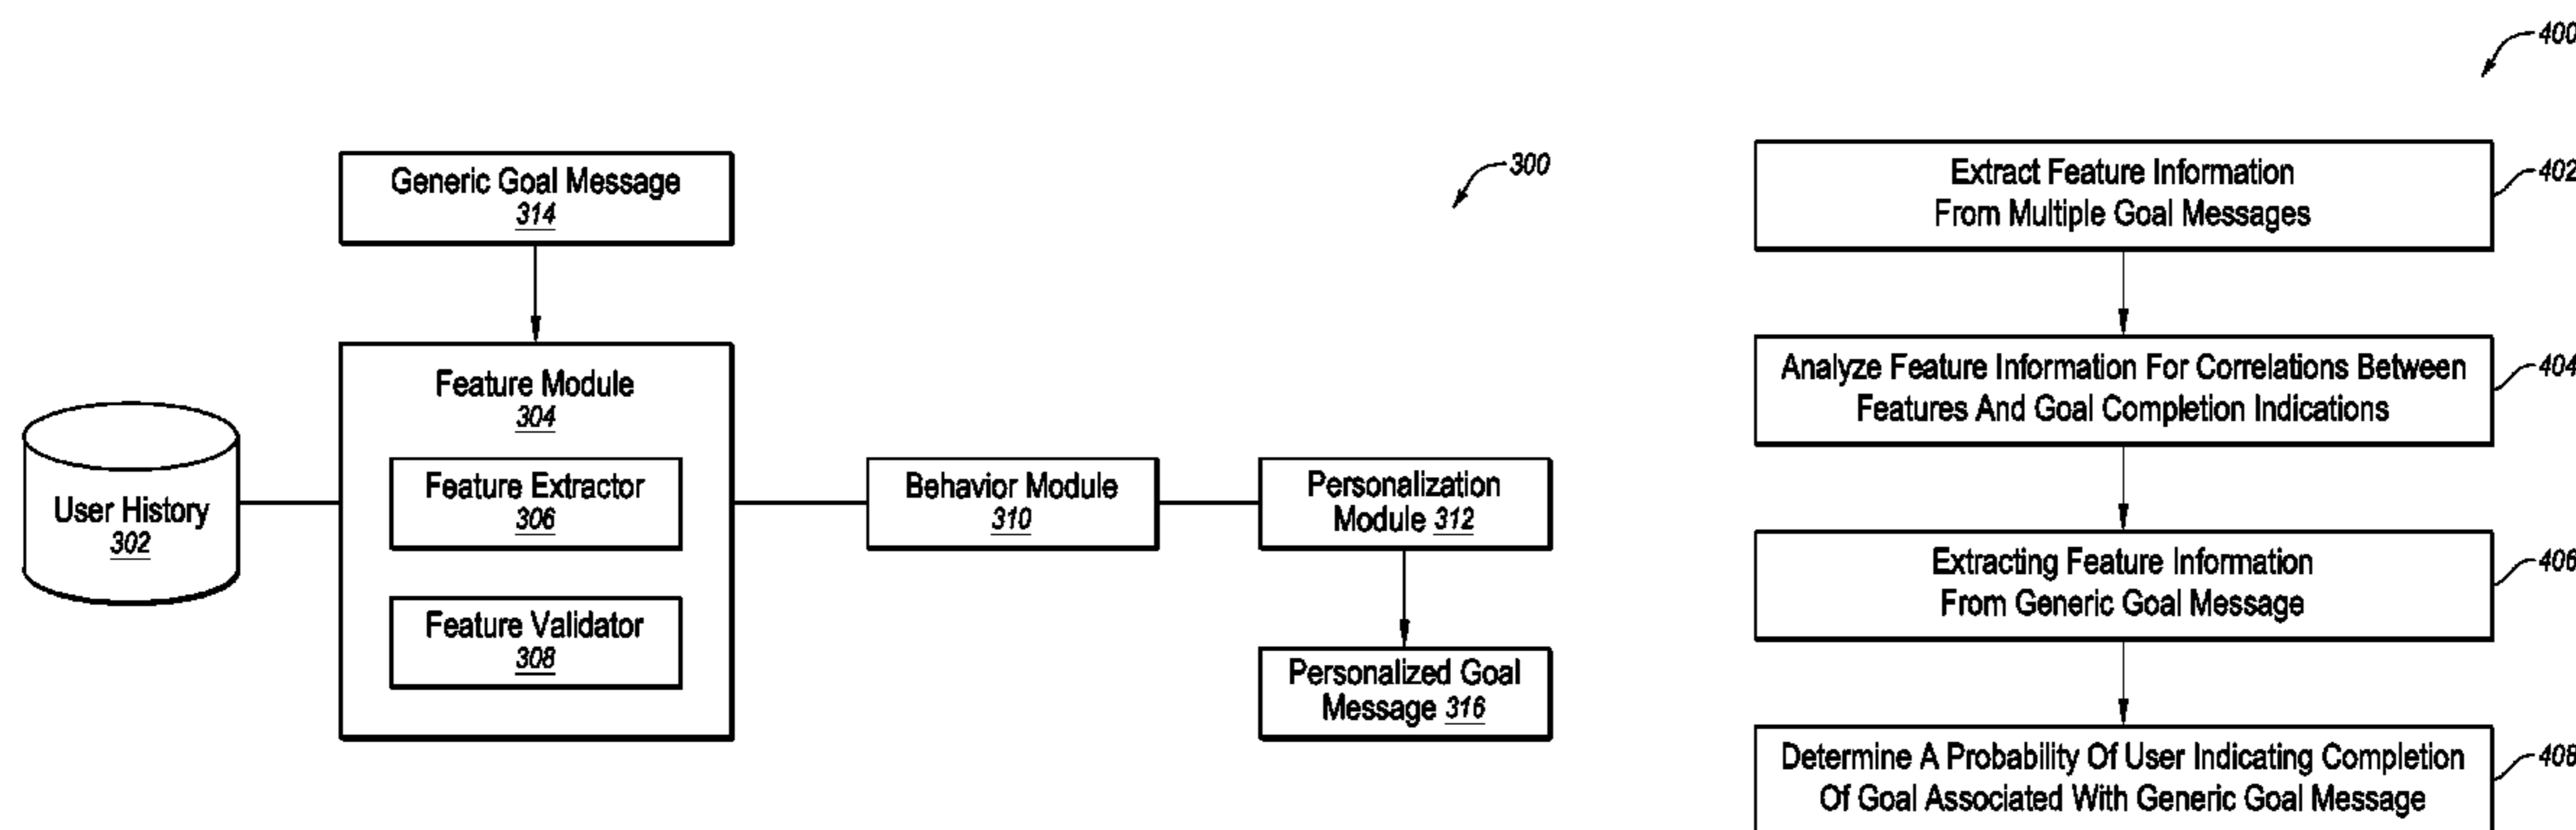 300
Generic Goal Message
314
Feature Module
304
Feature Extractor
306
Feature Validator
308
User History
302
Behavior Module
310
Personalization
Module 312
Personalized Goal
Message 316
400
Extract Feature Information
From Multiple Goal Messages
402
Analyze Feature Information For Correlations Between
Features And Goal Completion Indications
404
Extracting Feature Information
From Generic Goal Message
406
Determine A Probability Of User Indicating Completion
Of Goal Associated With Generic Goal Message
408